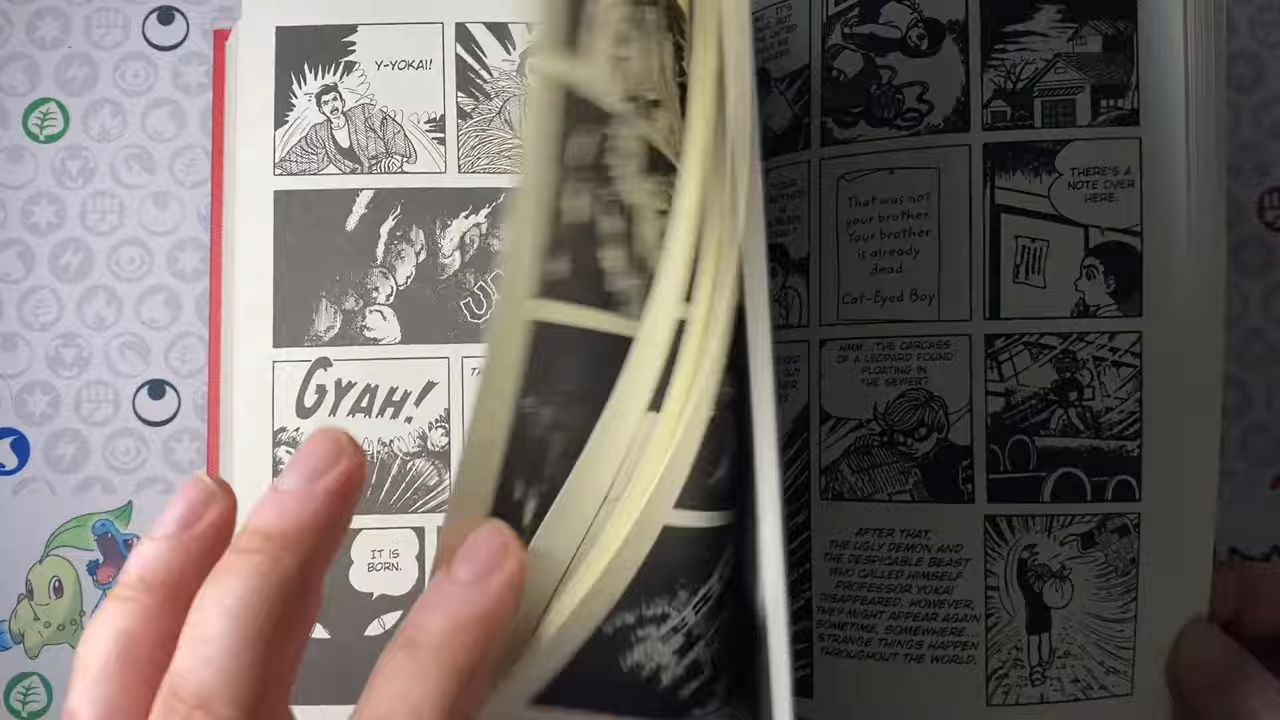 Y-YOKAI!
GYAH!
IT IS
BORN.
THERE'S A
NOTE OVER
HERE.
That was not
your brother.
Your brother
is already
dead.
Cat-Eyed Boy
HMM...THE CARCASS
OF A LEOPARD FOUND
FLOATING IN
THE SEWER?
AFTER THAT,
THE UGLY DEMON AND
THE DESPICABLE BEAST
WHO CALLED HIMSELF
PROFESSOR YOKAI
DISAPPEARED. HOWEVER,
THEY MIGHT APPEAR AGAIN
SOMETIME, SOMEWHERE...
STRANGE THINGS HAPPEN
THROUGHOUT THE WORLD.